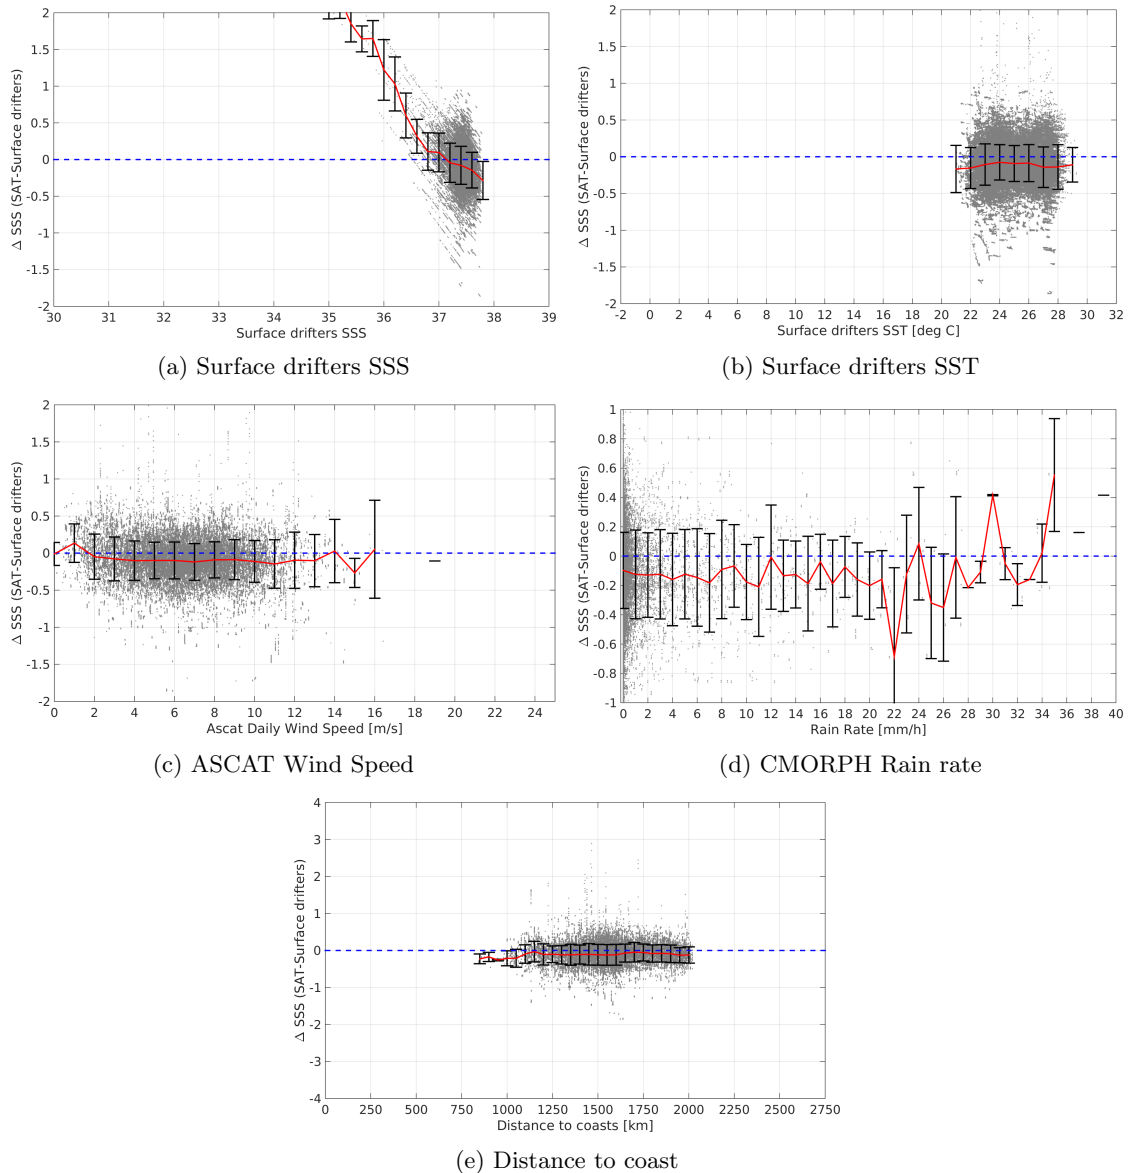 2
1.5
1
0.5
0
-0.5
-1
-1.5
-2
Δ SSS (SAT-Surface drifters)
30 31 32 33 34 35 36 37 38 39
Surface drifters SSS
(a) Surface drifters SSS
2
1.5
1
0.5
0
-0.5
-1
-1.5
-2
Δ SSS (SAT-Surface drifters)
-2 0 2 4 6 8 10 12 14 16 18 20 22 24 26 28 30 32
Surface drifters SST [deg C]
(b) Surface drifters SST
2
1.5
1
0.5
0
-0.5
-1
-1.5
-2
Δ SSS (SAT-Surface drifters)
0 2 4 6 8 10 12 14 16 18 20 22 24
Ascat Daily Wind Speed [m/s]
(c) ASCAT Wind Speed
1
0.8
0.6
0.4
0.2
0
-0.2
-0.4
-0.6
-0.8
-1
Δ SSS (SAT-Surface drifters)
0 2 4 6 8 10 12 14 16 18 20 22 24 26 28 30 32 34 36 38 40
Rain Rate [mm/h]
(d) CMORPH Rain rate
4
3
2
1
0
-1
-2
-3
-4
Δ SSS (SAT-Surface drifters)
0 250 500 750 1000 1250 1500 1750 2000 2250 2500 2750
Distance to coasts [km]
(e) Distance to coast